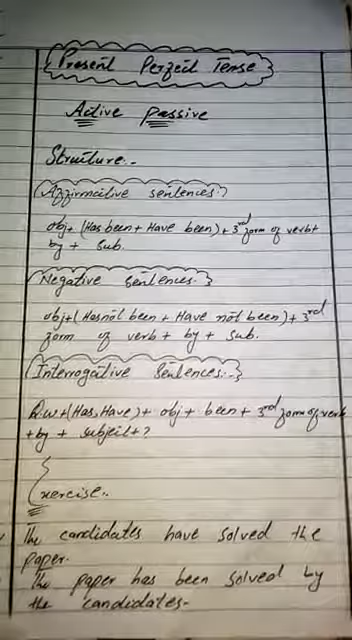 Present Perfect Tense
Active Passive
Structure..
Affirmative sentences:
obj+ (Has been + Have been) + 3rd form of verb +
by + sub.
Negative Sentences.
obj+ (Has not been + Have not been) + 3rd
form of verb + by + sub.
Interrogative Sentences..
Q.w+(Has, Have) + obj + been + 3rd form of verb
+by + subject+?
Exercise..
The candidates have solved the
paper.
The paper has been solved by
the candidates-